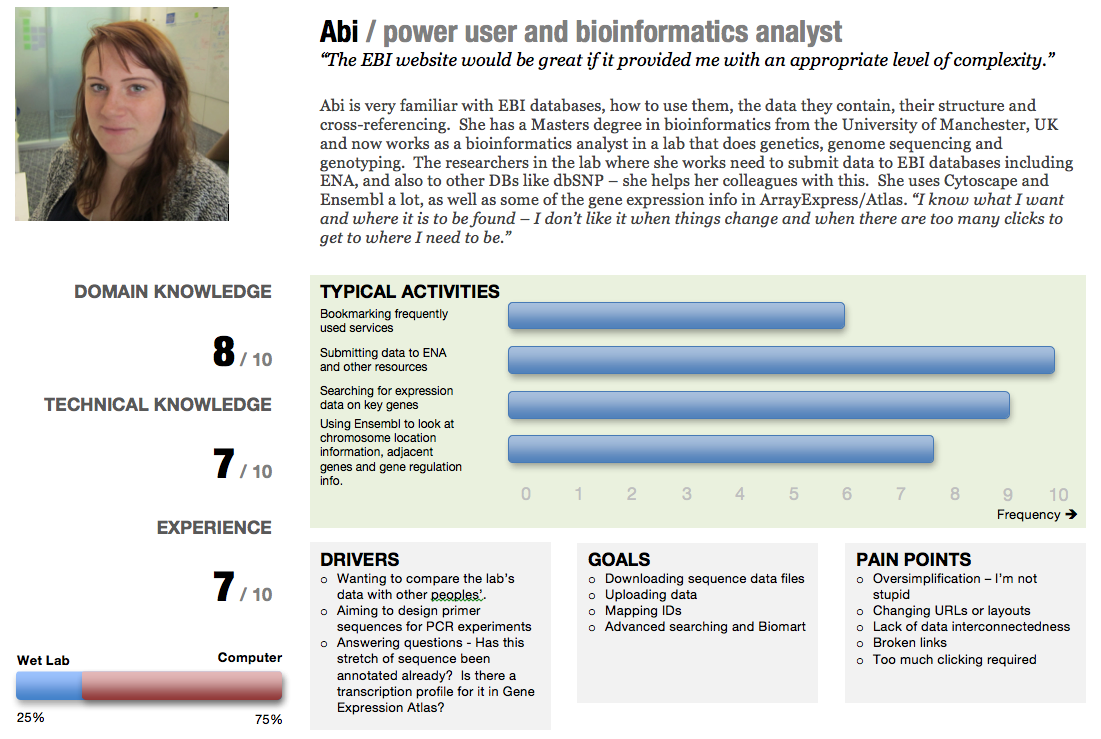 Abi / power user and bioinformatics analyst
“The EBI website would be great if it provided me with an appropriate level of complexity.”
Abi is very familiar with EBI databases, how to use them, the data they contain, their structure and
cross-referencing.  She has a Masters degree in bioinformatics from the University of Manchester, UK
and now works as a bioinformatics analyst in a lab that does genetics, genome sequencing and
genotyping.  The researchers in the lab where she works need to submit data to EBI databases including
ENA, and also to other DBs like dbSNP – she helps her colleagues with this.  She uses Cytoscape and
Ensembl a lot, as well as some of the gene expression info in ArrayExpress/Atlas. “I know what I want
and where it is to be found – I don’t like it when things change and when there are too many clicks to
get to where I need to be.”
DOMAIN KNOWLEDGE
8 / 10
TECHNICAL KNOWLEDGE
7 / 10
EXPERIENCE
7 / 10
Wet Lab
Computer
25%
75%
TYPICAL ACTIVITIES
Bookmarking frequently
used services
Submitting data to ENA
and other resources
Searching for expression
data on key genes
Using Ensembl to look at
chromosome location
information, adjacent
genes and gene regulation
info.
0 1 2 3 4 5 6 7 8 9 10
Frequency ➔
DRIVERS
o Wanting to compare the lab’s
data with other peoples’.
o Aiming to design primer
sequences for PCR experiments
o Answering questions - Has this
stretch of sequence been
annotated already?  Is there a
transcription profile for it in Gene
Expression Atlas?
GOALS
o Downloading sequence data files
o Uploading data
o Mapping IDs
o Advanced searching and Biomart
PAIN POINTS
o Oversimplification – I’m not
stupid
o Changing URLs or layouts
o Lack of data interconnectedness
o Broken links
o Too much clicking required